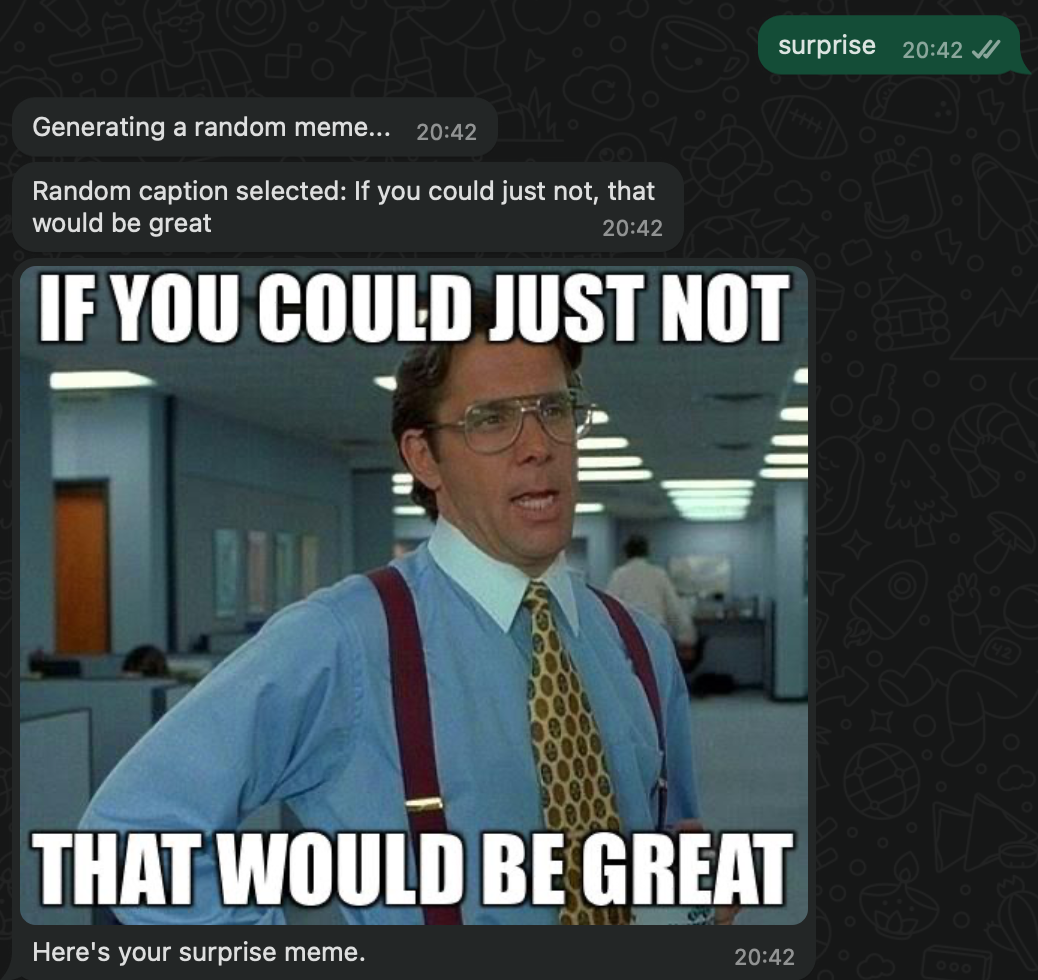 surprise 20:42
Generating a random meme... 20:42
Random caption selected: If you could just not, that
would be great 20:42
IF YOU COULD JUST NOT
THAT WOULD BE GREAT
Here's your surprise meme. 20:42